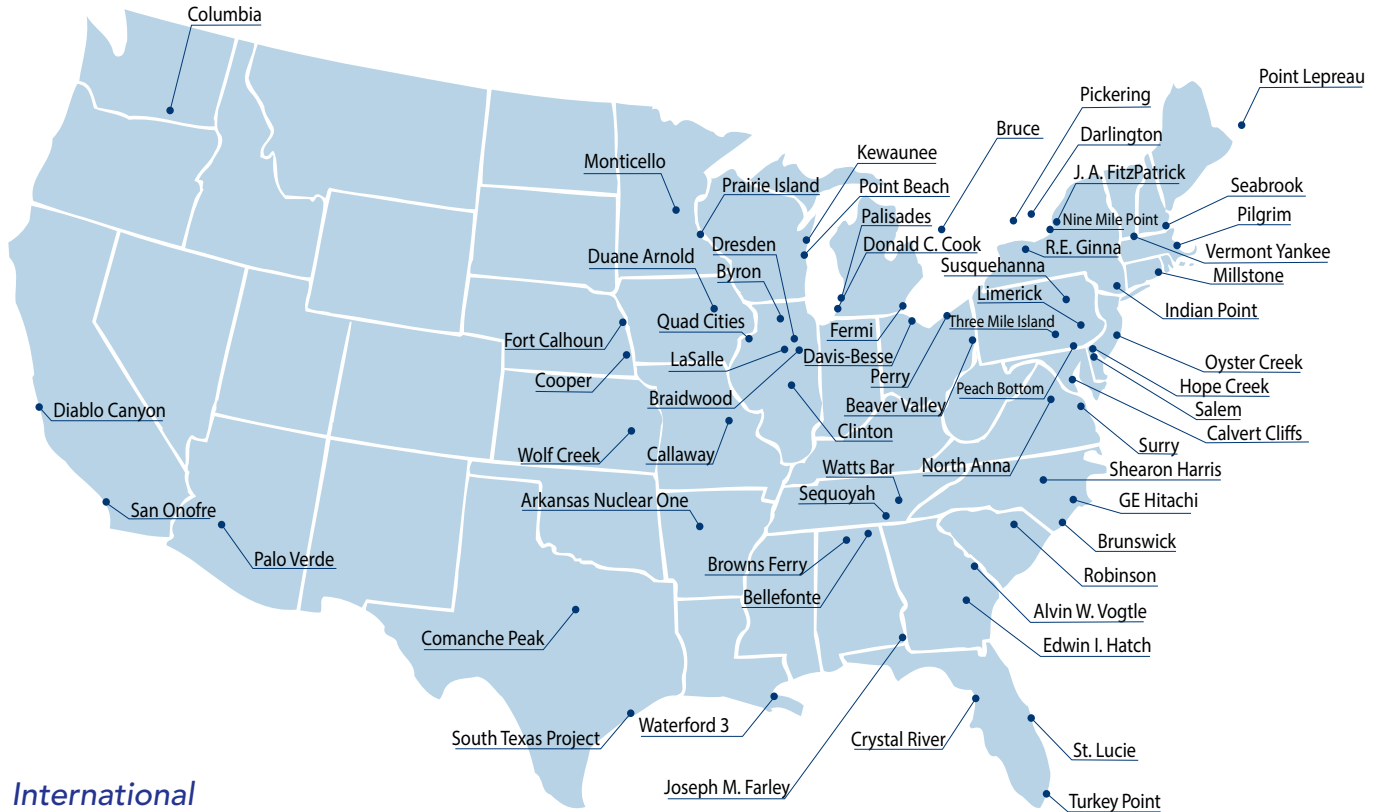 Columbia
Point Lepreau
Pickering
Bruce
Darlington
Monticello
Kewaunee
J. A. FitzPatrick
Prairie Island
Point Beach
Seabrook
Palisades
Nine Mile Point
Pilgrim
Dresden
Donald C. Cook
R.E. Ginna
Vermont Yankee
Duane Arnold
Byron
Susquehanna
Millstone
Limerick
Indian Point
Quad Cities
Fermi
Three Mile Island
Fort Calhoun
LaSalle
Davis-Besse
Oyster Creek
Cooper
Perry
Peach Bottom
Hope Creek
Braidwood
Beaver Valley
Salem
Diablo Canyon
Clinton
Calvert Cliffs
Surry
Wolf Creek
Callaway
Watts Bar
North Anna
Shearon Harris
Arkansas Nuclear One
Sequoyah
GE Hitachi
San Onofre
Brunswick
Palo Verde
Browns Ferry
Robinson
Bellefonte
Alvin W. Vogtle
Comanche Peak
Edwin I. Hatch
Waterford 3
South Texas Project
Crystal River
St. Lucie
Joseph M. Farley
International
Turkey Point